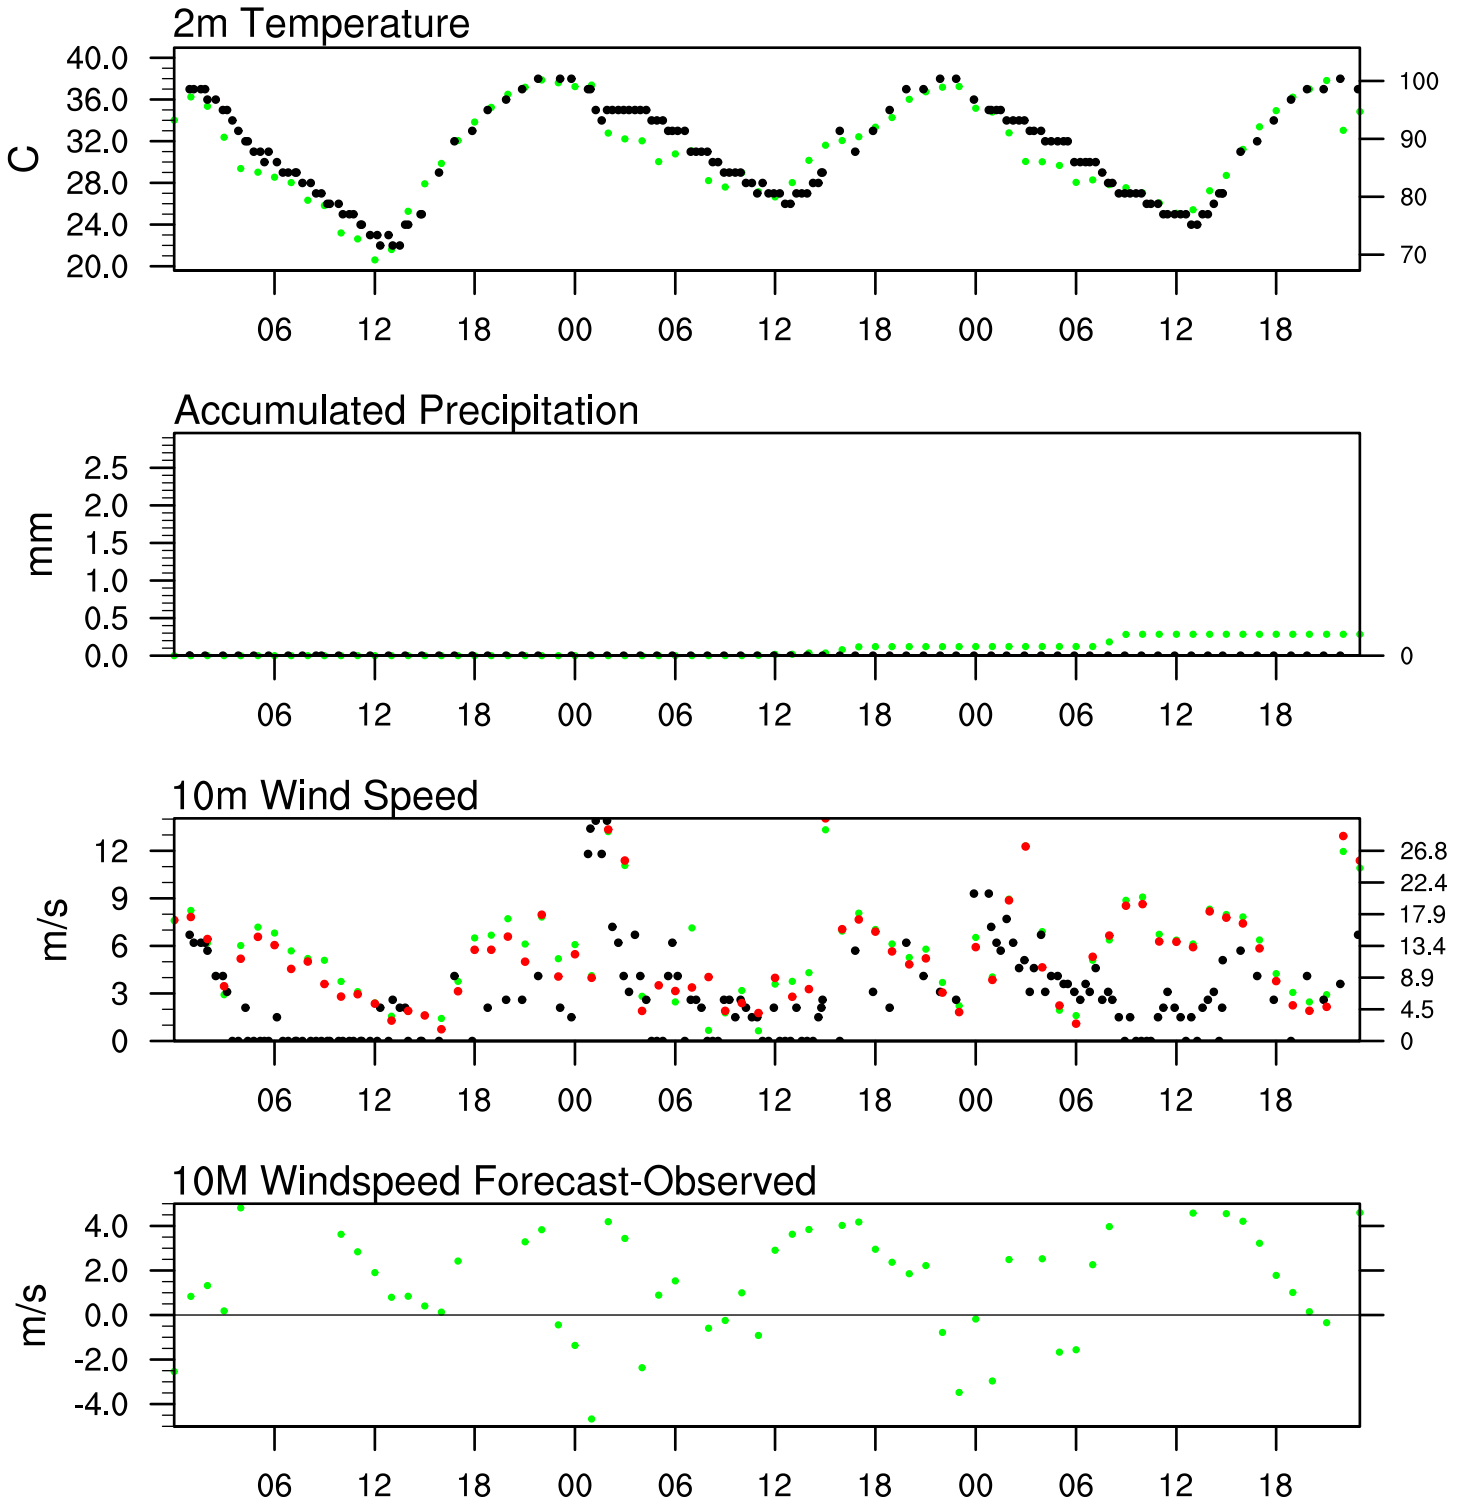 2m Temperature
40.0
36.0
32.0
28.0
24.0
20.0
C
100
90
80
70
06 12 18 00 06 12 18 00 06 12 18
Accumulated Precipitation
2.5
2.0
1.5
1.0
0.5
0.0
mm
0
06 12 18 00 06 12 18 00 06 12 18
10m Wind Speed
12
9
6
3
0
m/s
26.8
22.4
17.9
13.4
8.9
4.5
0
06 12 18 00 06 12 18 00 06 12 18
10M Windspeed Forecast-Observed
4.0
2.0
0.0
-2.0
-4.0
m/s
06 12 18 00 06 12 18 00 06 12 18